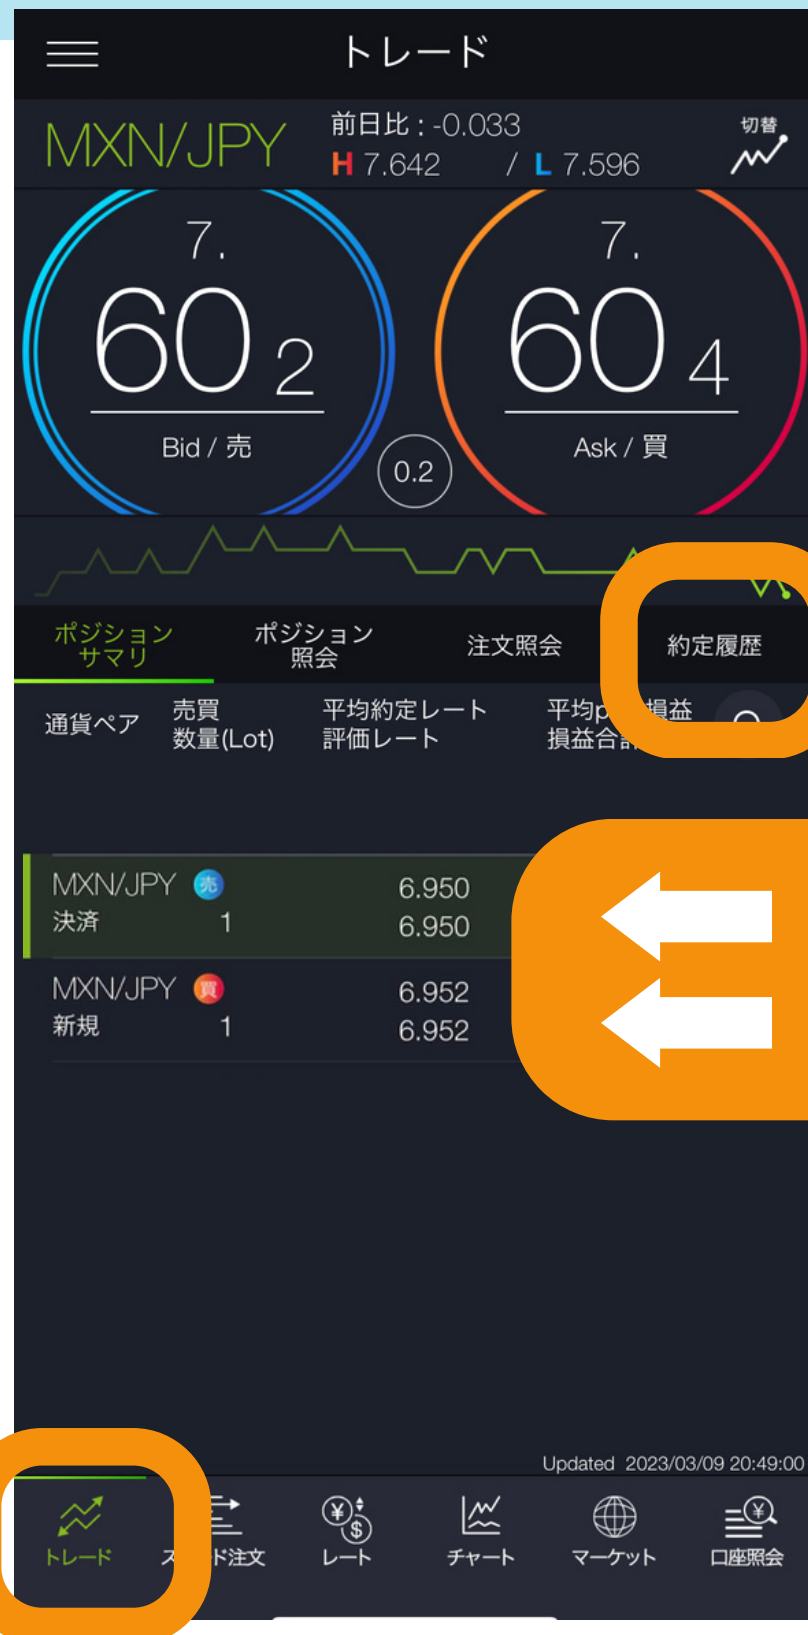 トレード
MXN/JPY
前日比 : -0.033
H 7.642 / L 7.596
切替
7.
60 2
Bid / 売
0.2
7.
60 4
Ask / 買
ポジション
サマリ
ポジション
照会
注文照会
約定履歴
通貨ペア
売買
数量(Lot)
平均約定レート
評価レート
平均p 損益
損益合
MXN/JPY 売 6.950
決済 1 6.950
MXN/JPY 買 6.952
新規 1 6.952
Updated 2023/03/09 20:49:00
トレード
ド注文
レート
チャート
マーケット
口座照会